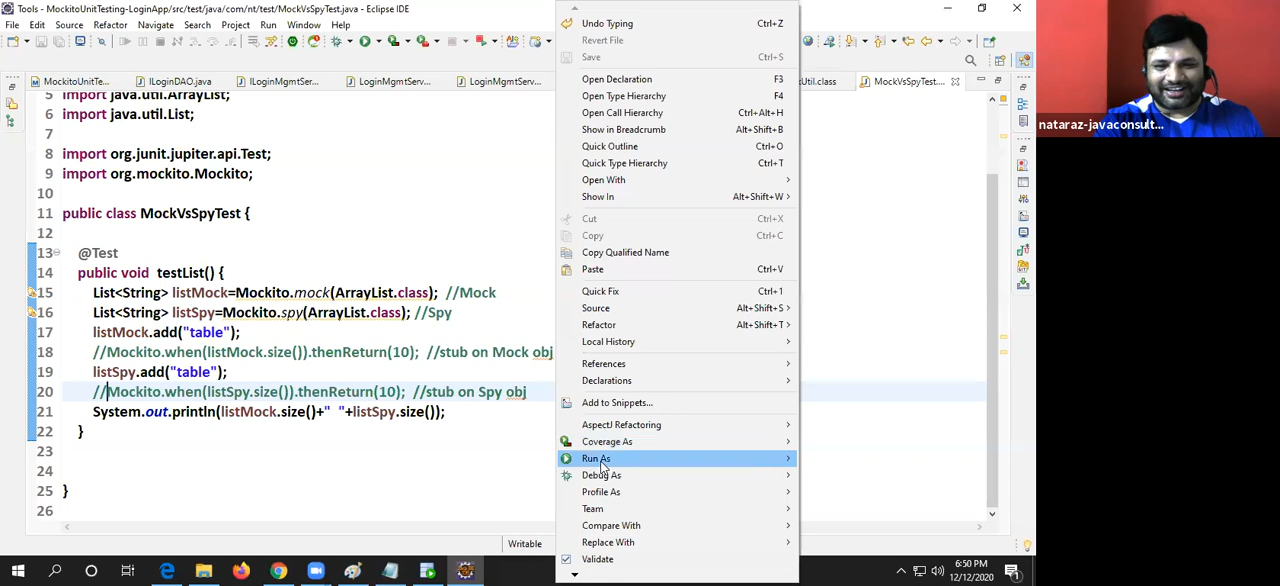 Tools - MockitoUnitTesting-LoginApp/src/test/java/com/nt/test/MockVsSpyTest.java - Eclipse IDE
File Edit Source Refactor Navigate Search Project Run Window Help
MockitoUnitTe... ILoginDAO.java ILoginMgmtSer... LoginMgmtServ... LoginMgmtServ... xUtil.class MockVsSpyTest...
5 import java.util.ArrayList;
6 import java.util.List;
7
8 import org.junit.jupiter.api.Test;
9 import org.mockito.Mockito;
10
11 public class MockVsSpyTest {
12
13 @Test
14 public void testList() {
15 List<String> listMock=Mockito.mock(ArrayList.class); //Mock
16 List<String> listSpy=Mockito.spy(ArrayList.class); //Spy
17 listMock.add("table");
18 //Mockito.when(listMock.size()).thenReturn(10); //stub on Mock obj
19 listSpy.add("table");
20 //Mockito.when(listSpy.size()).thenReturn(10); //stub on Spy obj
21 System.out.println(listMock.size()+" "+listSpy.size());
22 }
23
24
25 }
26
Undo Typing Ctrl+Z
Revert File
Save Ctrl+S
Open Declaration F3
Open Type Hierarchy F4
Open Call Hierarchy Ctrl+Alt+H
Show in Breadcrumb Alt+Shift+B
Quick Outline Ctrl+O
Quick Type Hierarchy Ctrl+T
Open With
Show In Alt+Shift+W
Cut Ctrl+X
Copy Ctrl+C
Copy Qualified Name
Paste Ctrl+V
Quick Fix Ctrl+1
Source Alt+Shift+S
Refactor Alt+Shift+T
Local History
References
Declarations
Add to Snippets...
AspectJ Refactoring
Coverage As
Run As
Debug As
Profile As
Team
Compare With
Replace With
Validate
nataraz-javaconsult...
Writable
6:50 PM
12/12/2020
1